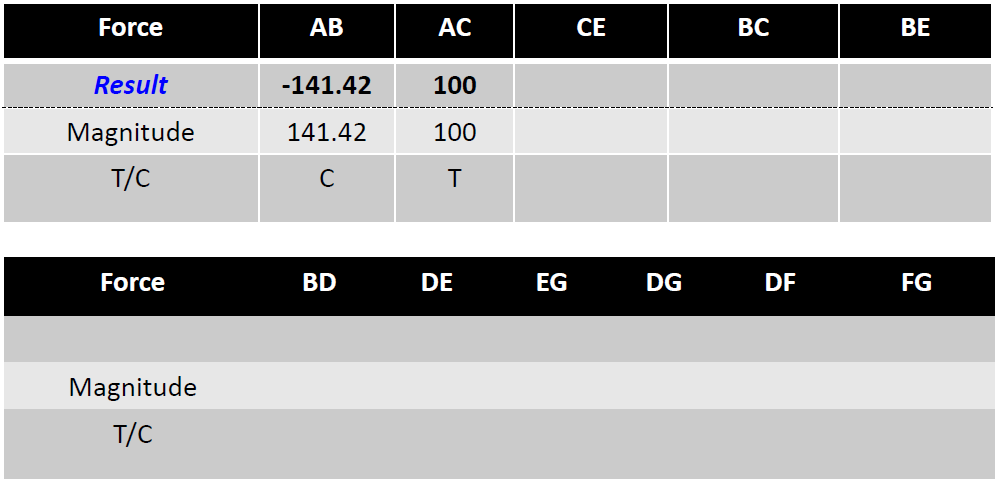 Force AB AC CE BC BE
Result -141.42 100
Magnitude 141.42 100
T/C C T
Force BD DE EG DG DF FG
Magnitude
T/C